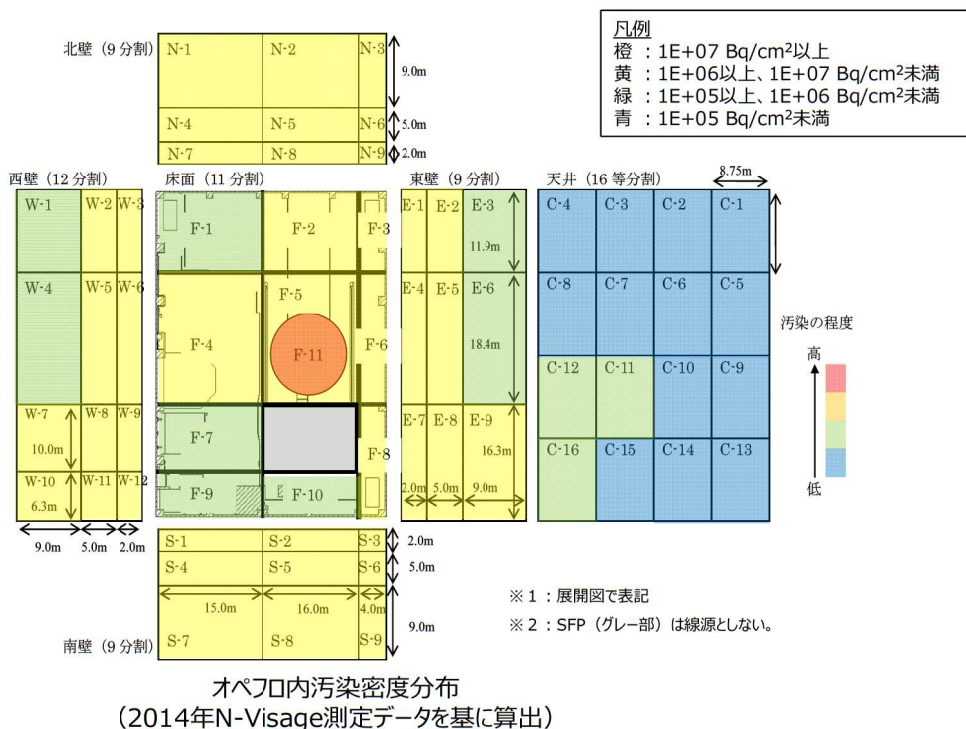 凡例
橙 : 1E+07 Bq/cm²以上
黄 : 1E+06以上、1E+07 Bq/cm²未満
緑 : 1E+05以上、1E+06 Bq/cm²未満
青 : 1E+05 Bq/cm²未満
北壁（9分割）
N-1 N-2 N-3
9.0m
N-4 N-5 N-6
5.0m
N-7 N-8 N-9
2.0m
西壁（12分割）
W-1 W-2 W-3
W-4 W-5 W-6
W-7 W-8 W-9
10.0m
W-10 W-11 W-12
6.3m
9.0m 5.0m 2.0m
床面（11分割）
F-1 F-2 F-3
F-5
F-4 F-11 F-6
F-7 F-8
F-9 F-10
東壁（9分割）
E-1 E-2 E-3
11.9m
E-4 E-5 E-6
18.4m
E-7 E-8 E-9
16.3m
2.0m 5.0m 9.0m
天井（16等分割）
8.75m
C-4 C-3 C-2 C-1
C-8 C-7 C-6 C-5
C-12 C-11 C-10 C-9
C-16 C-15 C-14 C-13
汚染の程度
高
低
S-1 S-2 S-3
2.0m
S-4 S-5 S-6
5.0m
15.0m 16.0m 4.0m
9.0m
S-7 S-8 S-9
南壁（9分割）
※1：展開図で表記
※2：SFP（グレー部）は線源としない。
オペフロ内汚染密度分布
（2014年N-Visage測定データを基に算出）